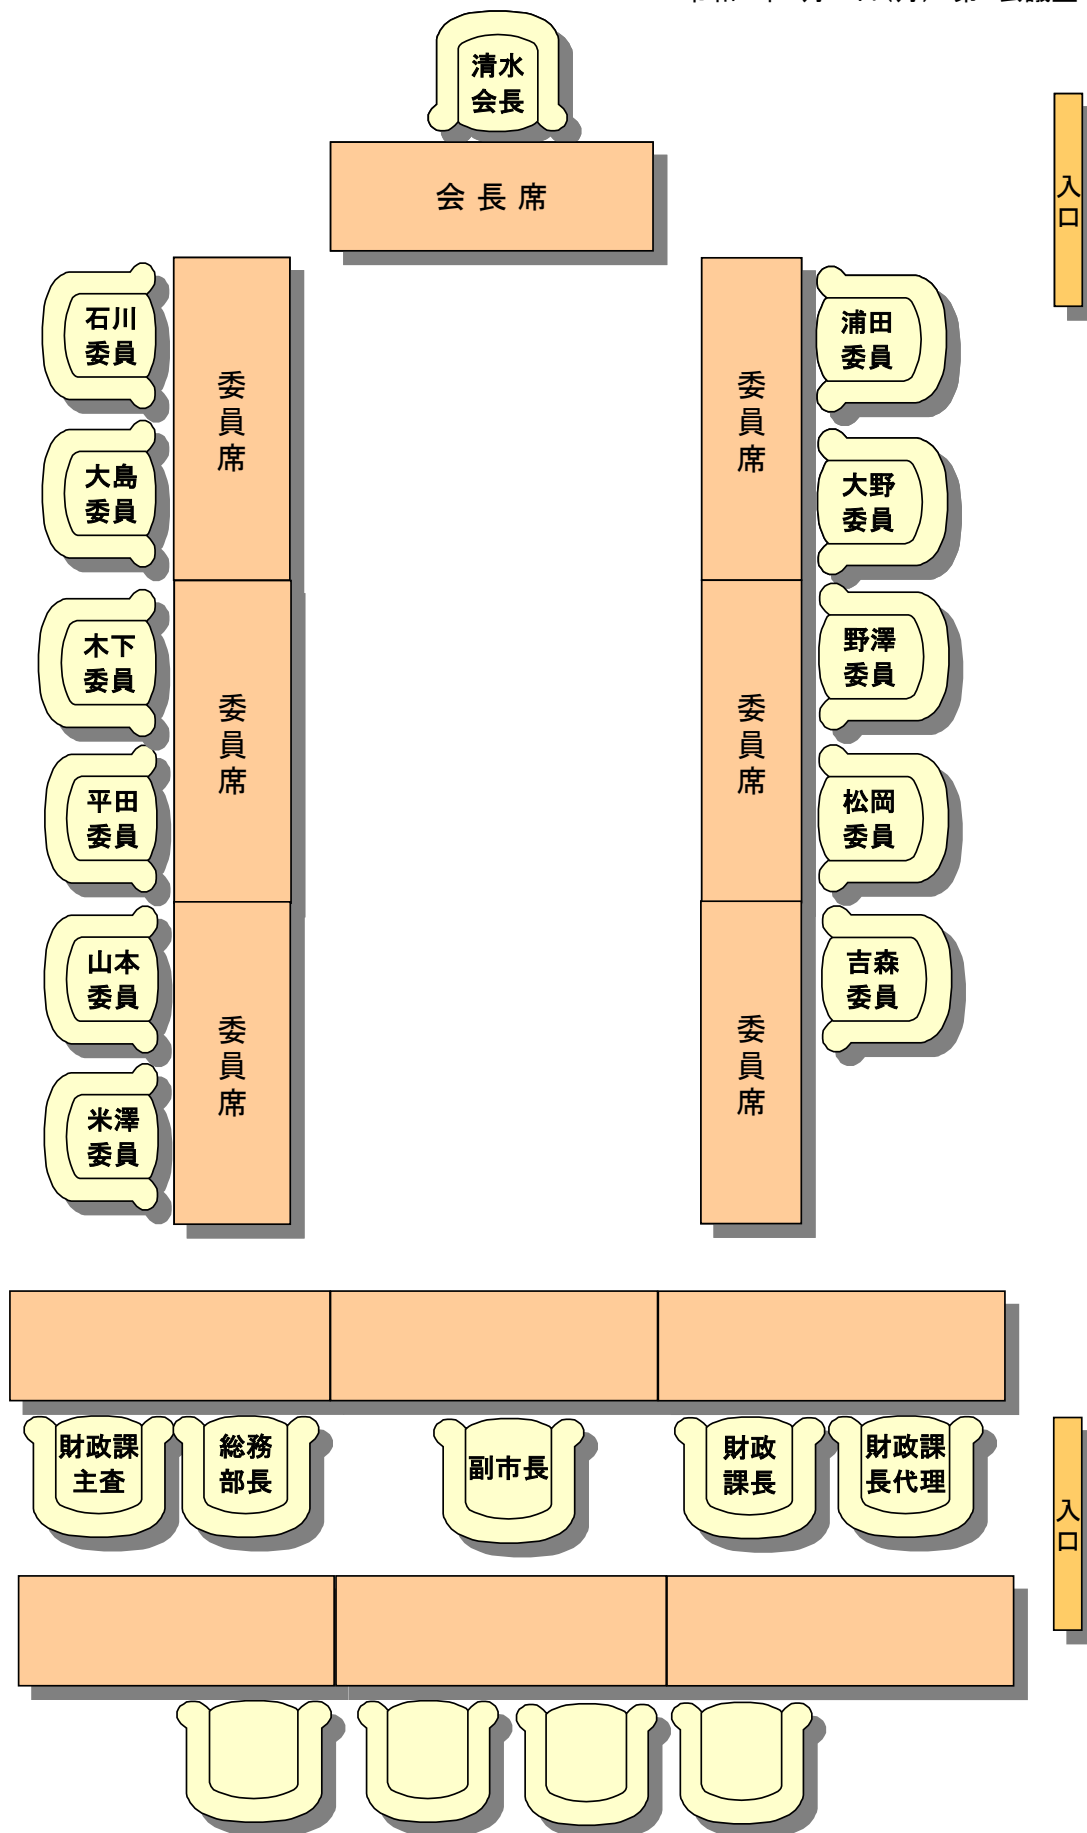 清水
会長
会長席
入口
石川
委員
委員席
委員席
浦田
委員
大島
委員
大野
委員
木下
委員
委員席
委員席
野澤
委員
平田
委員
松岡
委員
山本
委員
委員席
委員席
吉森
委員
米澤
委員
財政課
主査
総務
部長
副市長
財政
課長
財政課
長代理
入口